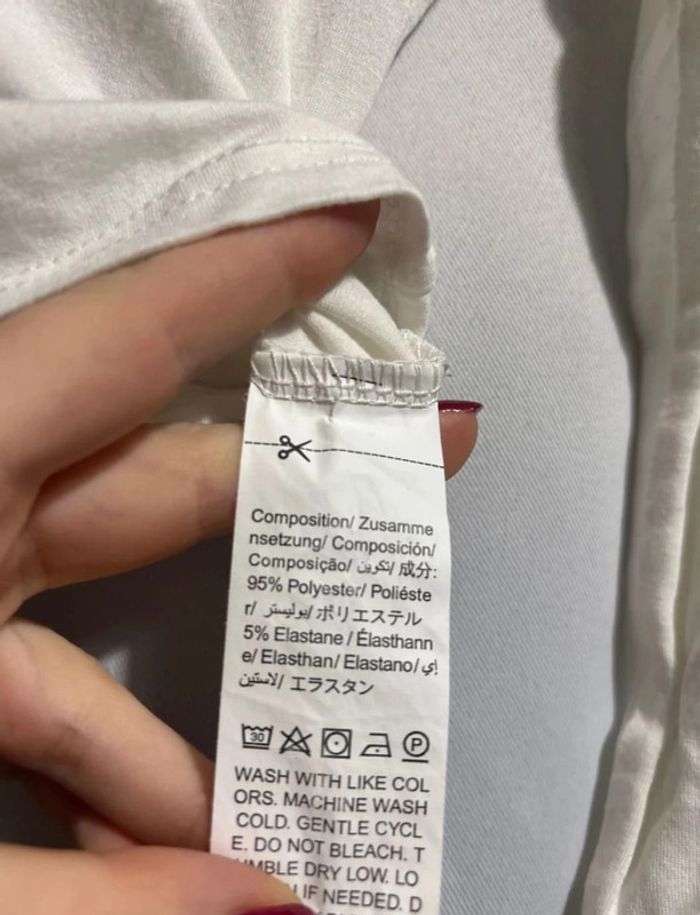 Composition/ Zusamme
nsetzung/ Composición/
Composição/ تكوين/ 成分:
95% Polyester/ Poliéste
r/ بوليستر/ ポリエステル
5% Elastane / Élasthann
e/ Elasthan/ Elastano/ إي
لاستين/ エラスタン
30 P
WASH WITH LIKE COL
ORS. MACHINE WASH
COLD. GENTLE CYCL
E. DO NOT BLEACH. T
UMBLE DRY LOW. LO
IF NEEDED. D